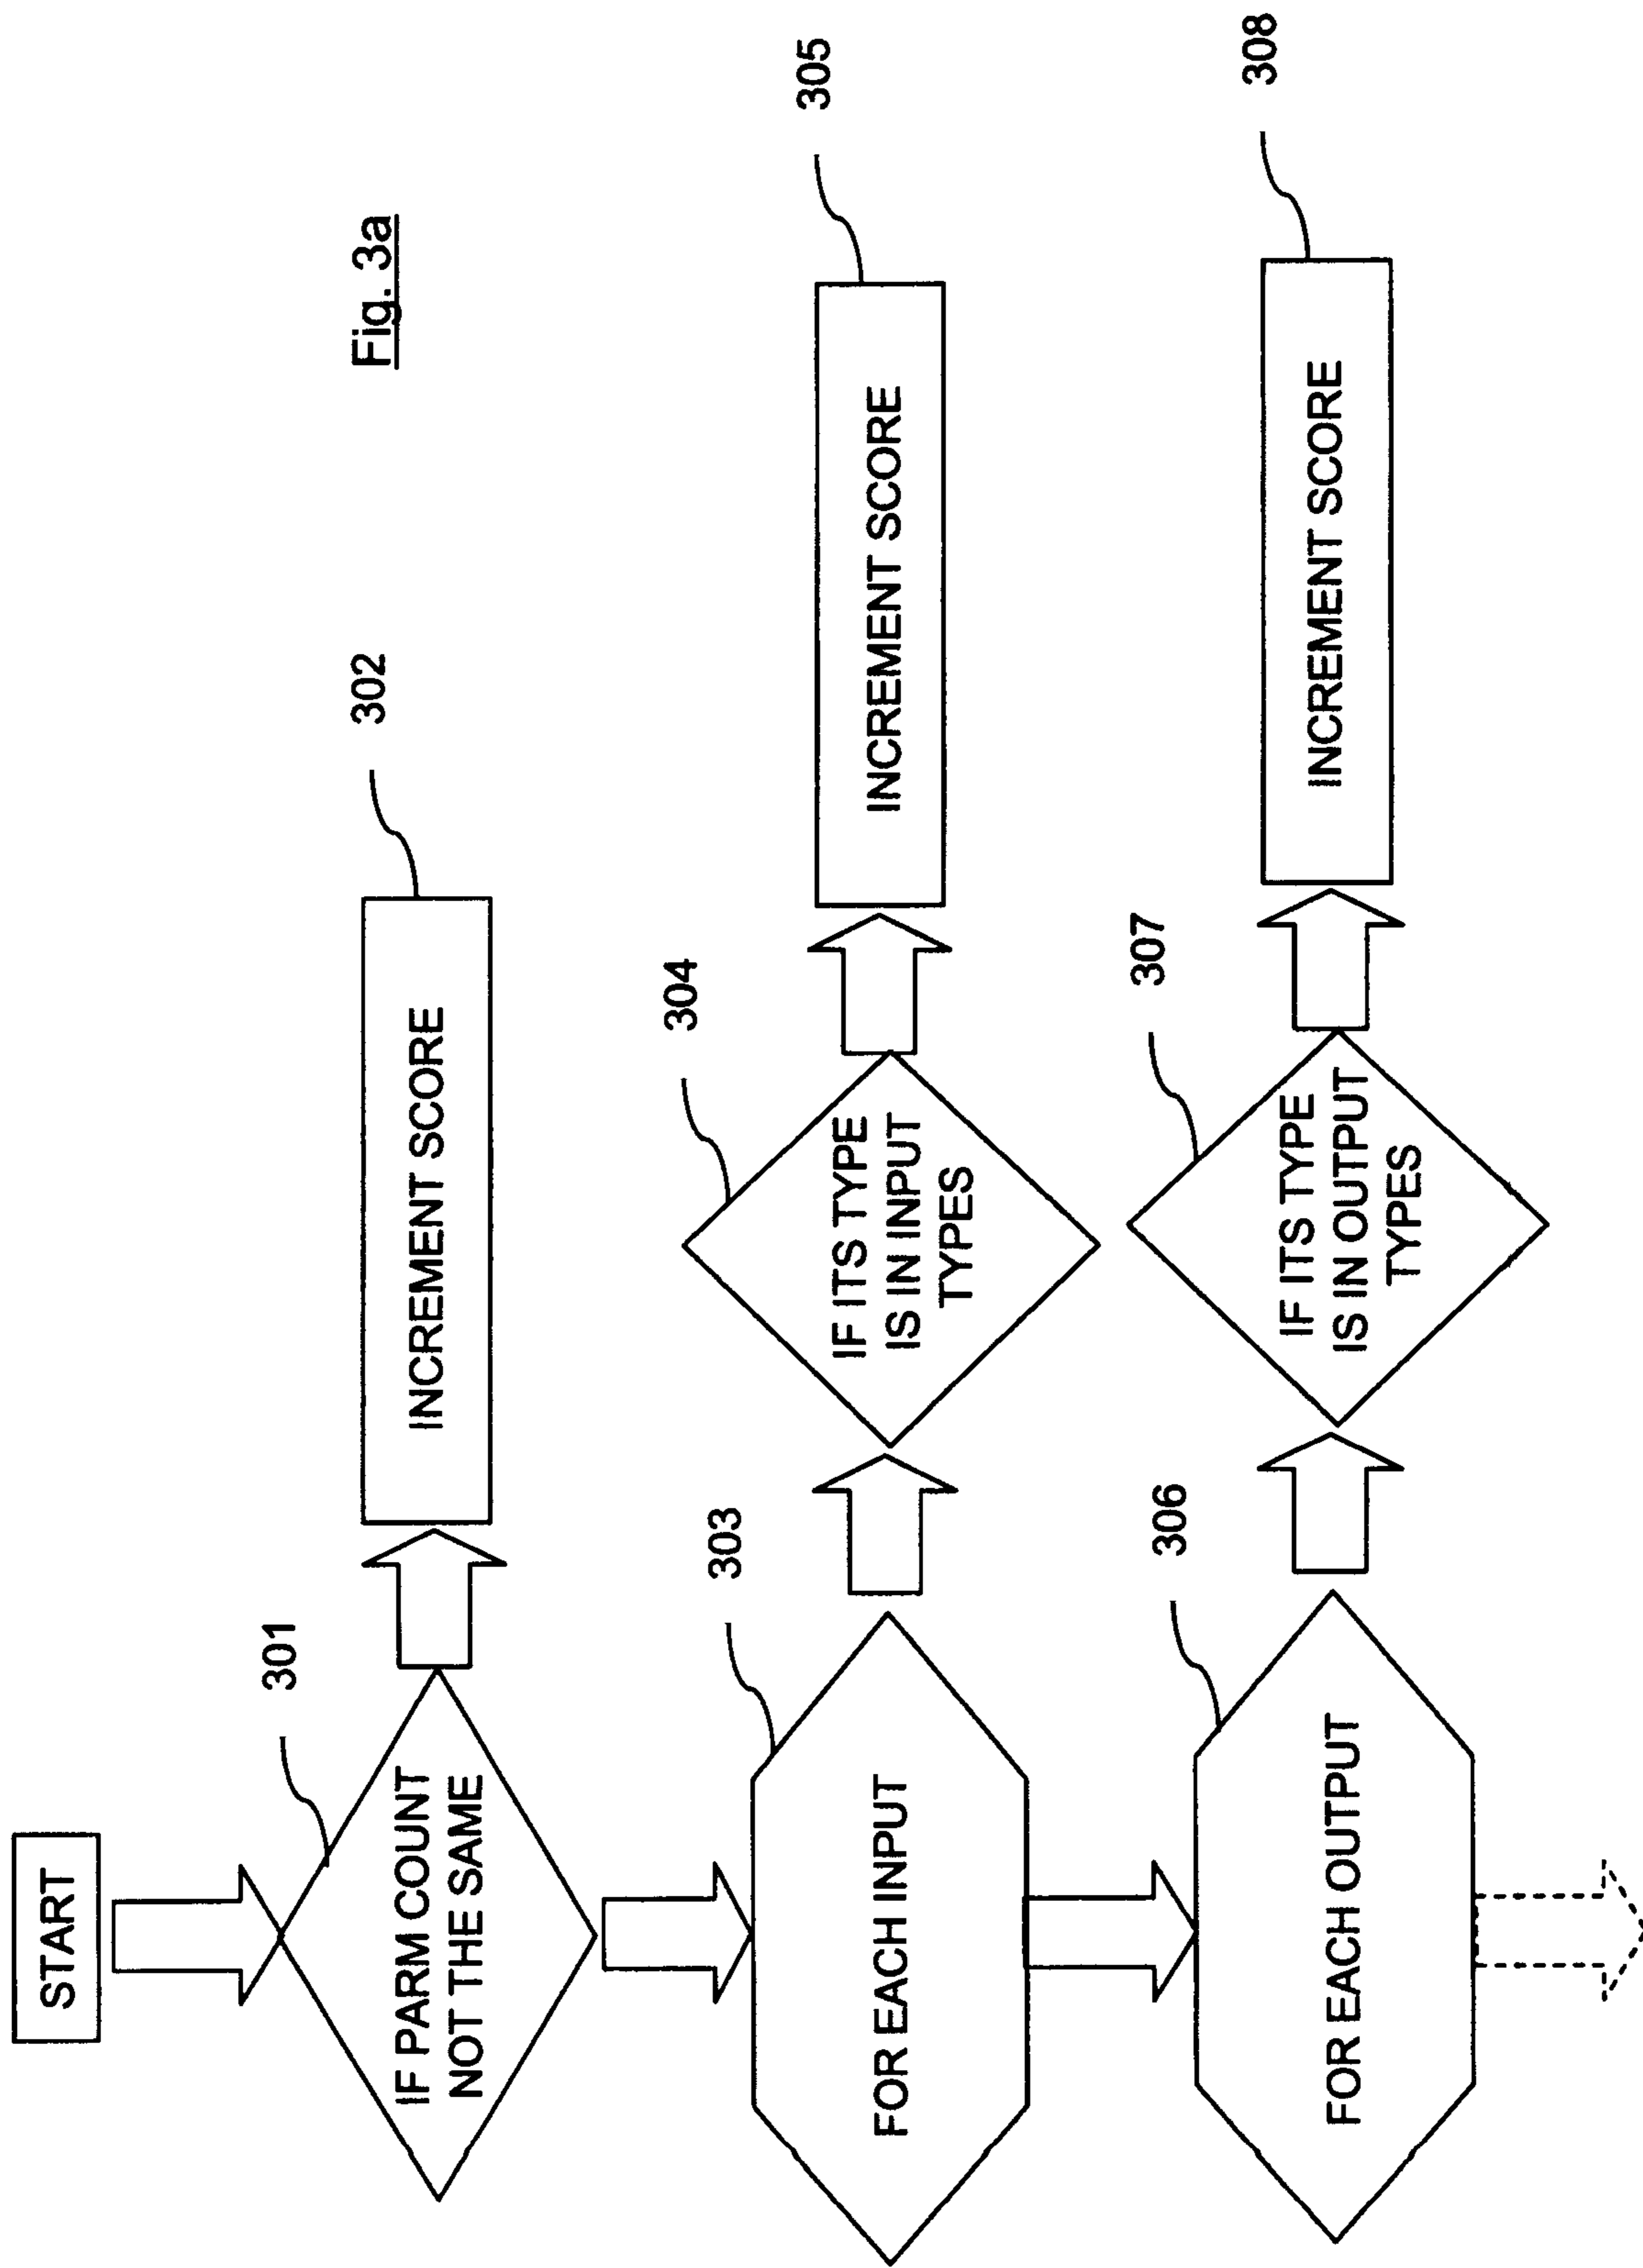 Fig. 3a
START
301
IF PARM COUNT
NOT THE SAME
302
INCREMENT SCORE
303
FOR EACH INPUT
304
IF ITS TYPE
IS IN INPUT
TYPES
305
INCREMENT SCORE
306
FOR EACH OUTPUT
307
IF ITS TYPE
IS IN OUTPUT
TYPES
308
INCREMENT SCORE